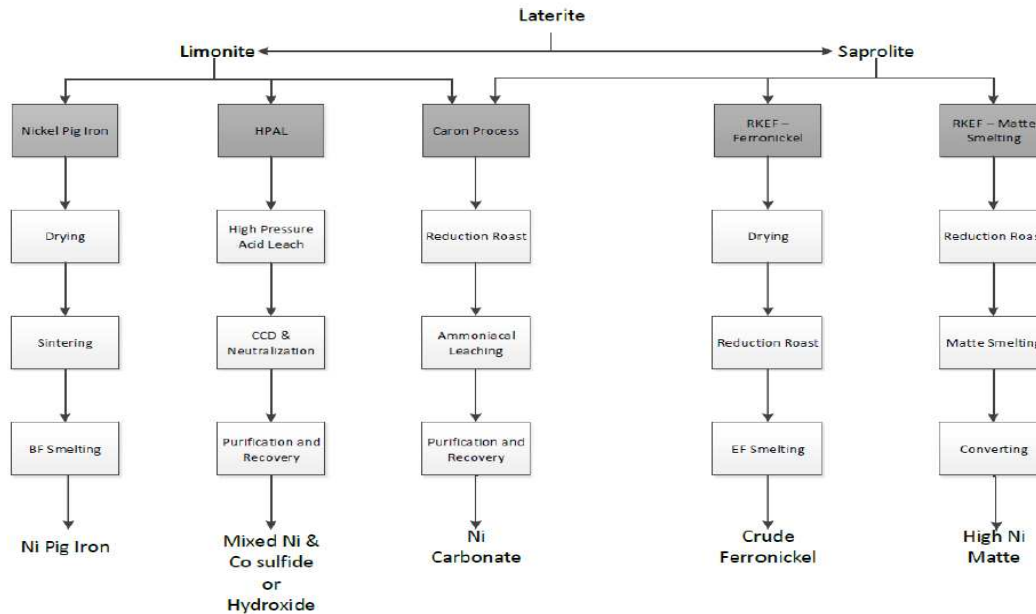 Laterite
Limonite
Saprolite
Nickel Pig Iron
HPAL
Caron Process
RKEF –
Ferronickel
RKEF – Matte
Smelting
Drying
High Pressure
Acid Leach
Reduction Roast
Drying
Reduction Roast
Sintering
CCD &
Neutralization
Ammoniacal
Leaching
Reduction Roast
Matte Smelting
BF Smelting
Purification and
Recovery
Purification and
Recovery
EF Smelting
Converting
Ni Pig Iron
Mixed Ni &
Co sulfide
or
Hydroxide
Ni
Carbonate
Crude
Ferronickel
High Ni
Matte